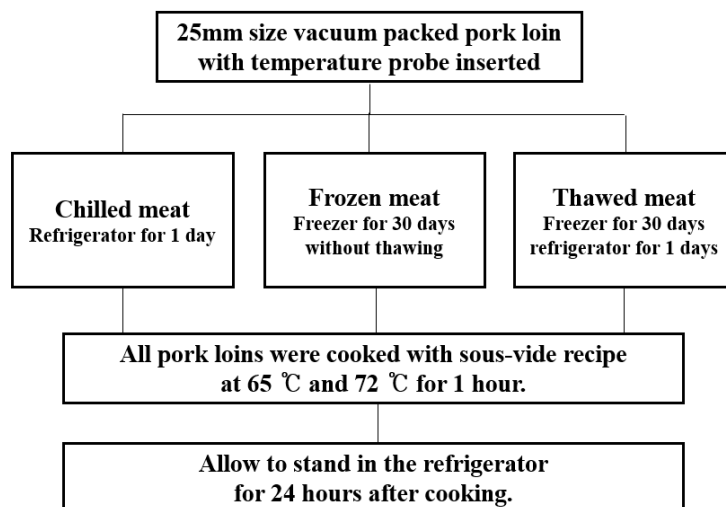 25mm size vacuum packed pork loin
with temperature probe inserted
Chilled meat
Refrigerator for 1 day
Frozen meat
Freezer for 30 days
without thawing
Thawed meat
Freezer for 30 days
refrigerator for 1 days
All pork loins were cooked with sous-vide recipe
at 65 ℃ and 72 ℃ for 1 hour.
Allow to stand in the refrigerator
for 24 hours after cooking.